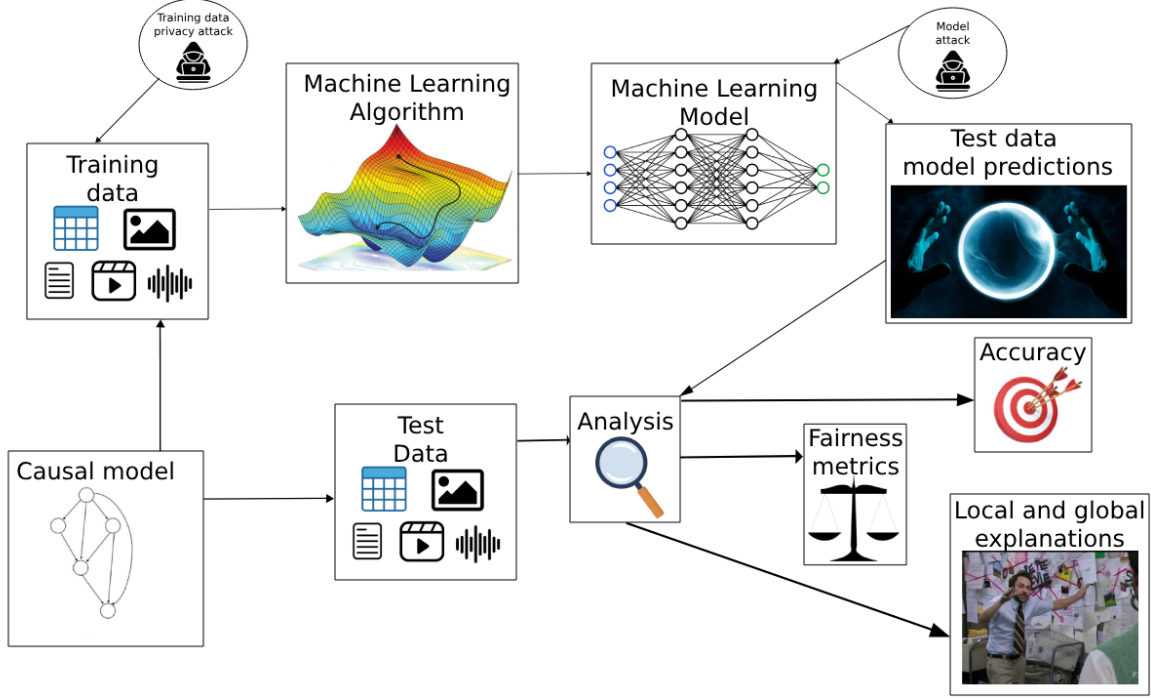 Training data
privacy attack
Model
attack
Machine Learning
Algorithm
Machine Learning
Model
Test data
model predictions
Training
data
Accuracy
Test
Data
Analysis
Fairness
metrics
Causal model
Local and global
explanations